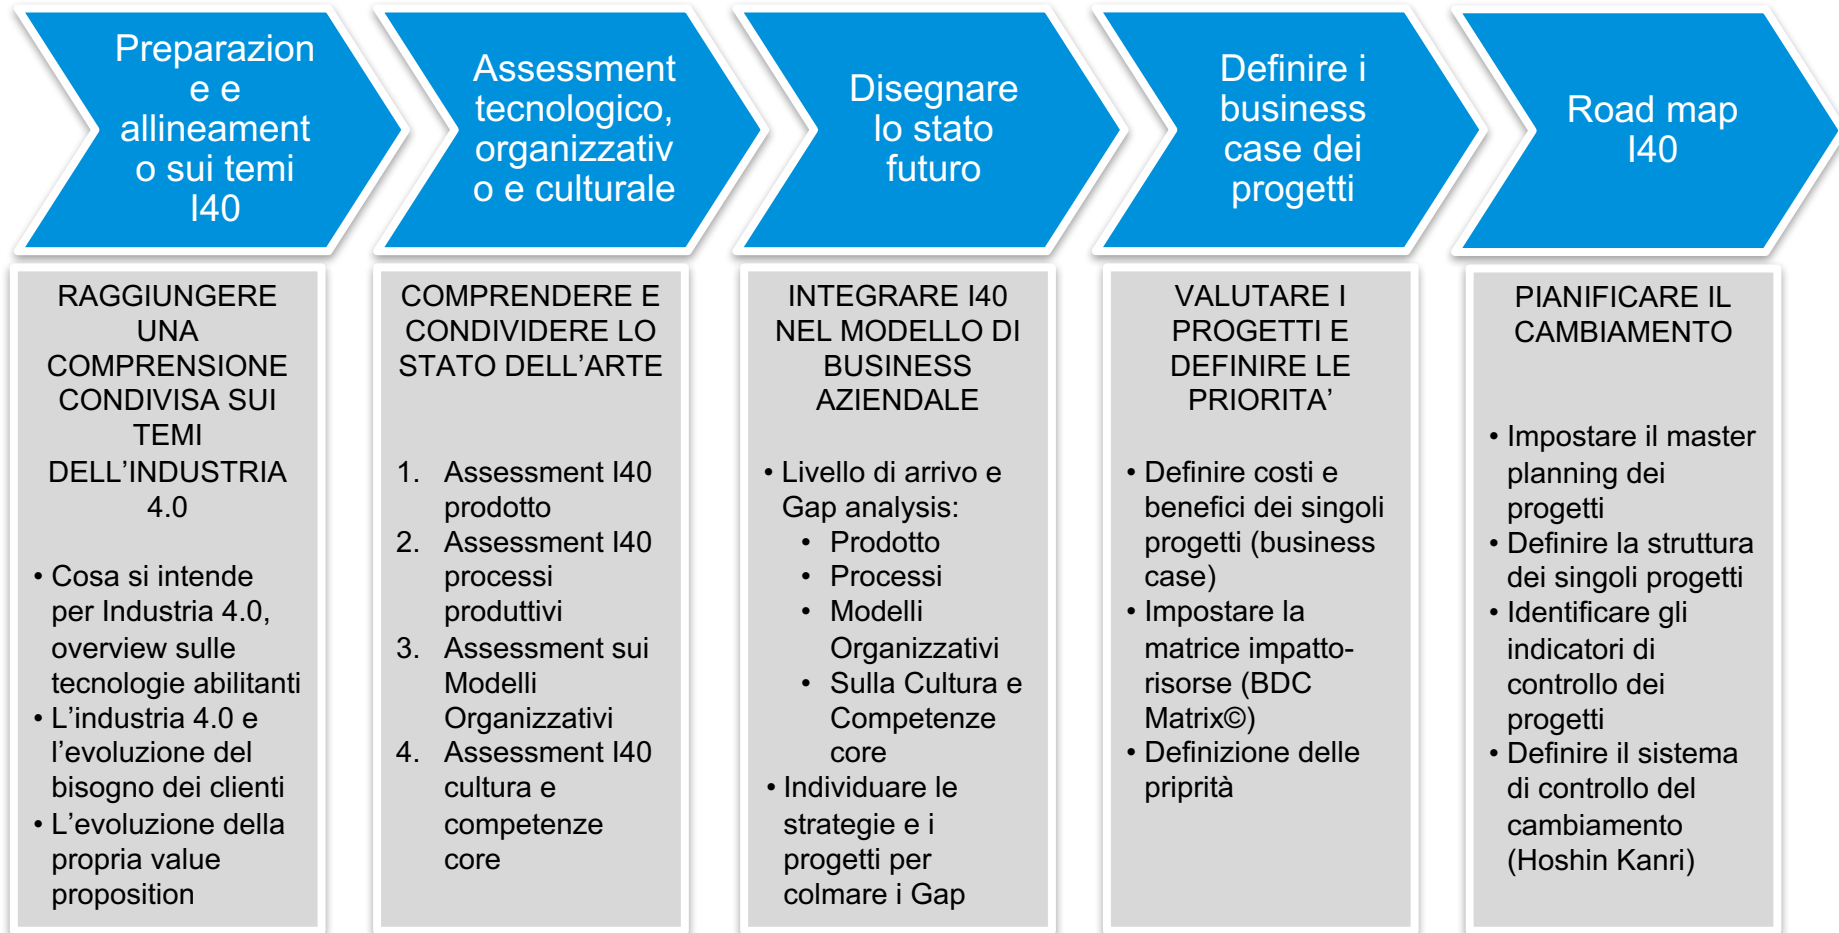 Preparazion
e e
allineament
o sui temi
I40
Assessment
tecnologico,
organizzativ
o e culturale
Disegnare
lo stato
futuro
Definire i
business
case dei
progetti
Road map
I40
RAGGIUNGERE
UNA
COMPRENSIONE
CONDIVISA SUI
TEMI
DELL’INDUSTRIA
4.0
• Cosa si intende
per Industria 4.0,
overview sulle
tecnologie abilitanti
• L’industria 4.0 e
l’evoluzione del
bisogno dei clienti
• L’evoluzione della
propria value
proposition
COMPRENDERE E
CONDIVIDERE LO
STATO DELL’ARTE
1. Assessment I40
prodotto
2. Assessment I40
processi
produttivi
3. Assessment sui
Modelli
Organizzativi
4. Assessment I40
cultura e
competenze
core
INTEGRARE I40
NEL MODELLO DI
BUSINESS
AZIENDALE
• Livello di arrivo e
Gap analysis:
• Prodotto
• Processi
• Modelli
Organizzativi
• Sulla Cultura e
Competenze
core
• Individuare le
strategie e i
progetti per
colmare i Gap
VALUTARE I
PROGETTI E
DEFINIRE LE
PRIORITA’
• Definire costi e
benefici dei singoli
progetti (business
case)
• Impostare la
matrice impatto-
risorse (BDC
Matrix©)
• Definizione delle
priprità
PIANIFICARE IL
CAMBIAMENTO
• Impostare il master
planning dei
progetti
• Definire la struttura
dei singoli progetti
• Identificare gli
indicatori di
controllo dei
progetti
• Definire il sistema
di controllo del
cambiamento
(Hoshin Kanri)